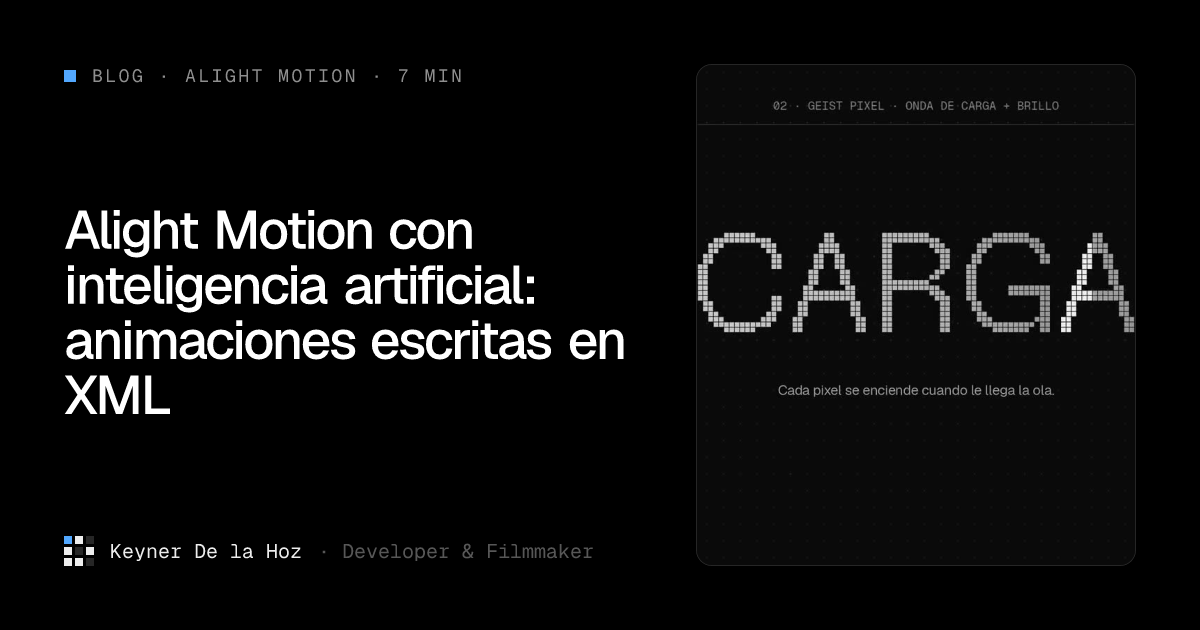 BLOG · ALIGHT MOTION · 7 MIN
Alight Motion con
inteligencia artificial:
animaciones escritas en
XML
Keyner De la Hoz · Developer & Filmmaker
02 · GEIST PIXEL · ONDA DE CARGA + BRILLO
CARGA
Cada pixel se enciende cuando le llega la ola.